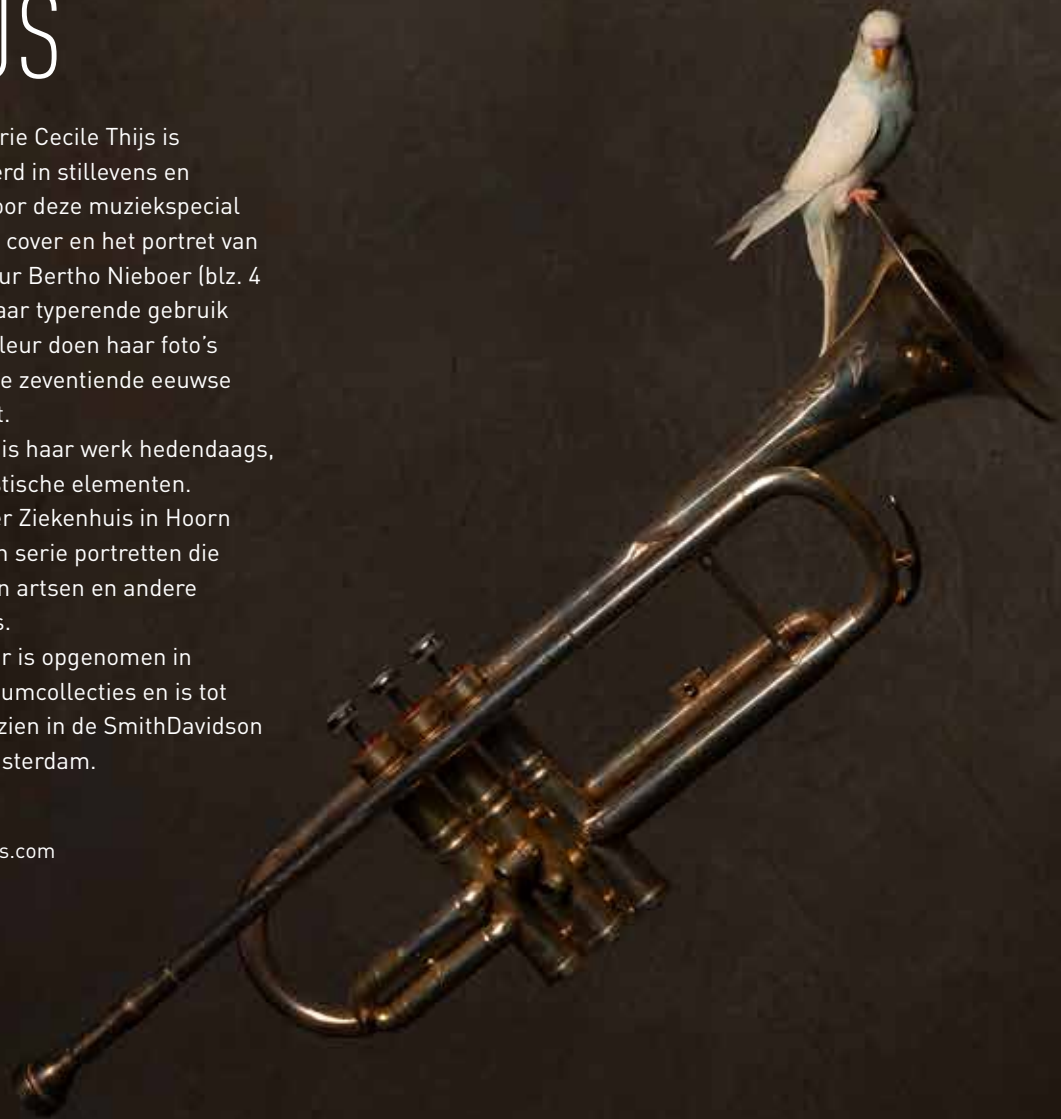 JS
rie Cecile Thijs is
erd in stillevens en
oor deze muziekspecial
cover en het portret van
ur Bertho Nieboer (blz. 4
aar typerende gebruik
leur doen haar foto's
e zeventiende eeuwse
t.
is haar werk hedendaags,
tische elementen.
er Ziekenhuis in Hoorn
n serie portretten die
n artsen en andere
s.
r is opgenomen in
umcollecties en is tot
zien in de SmithDavidson
sterdam.
s.com